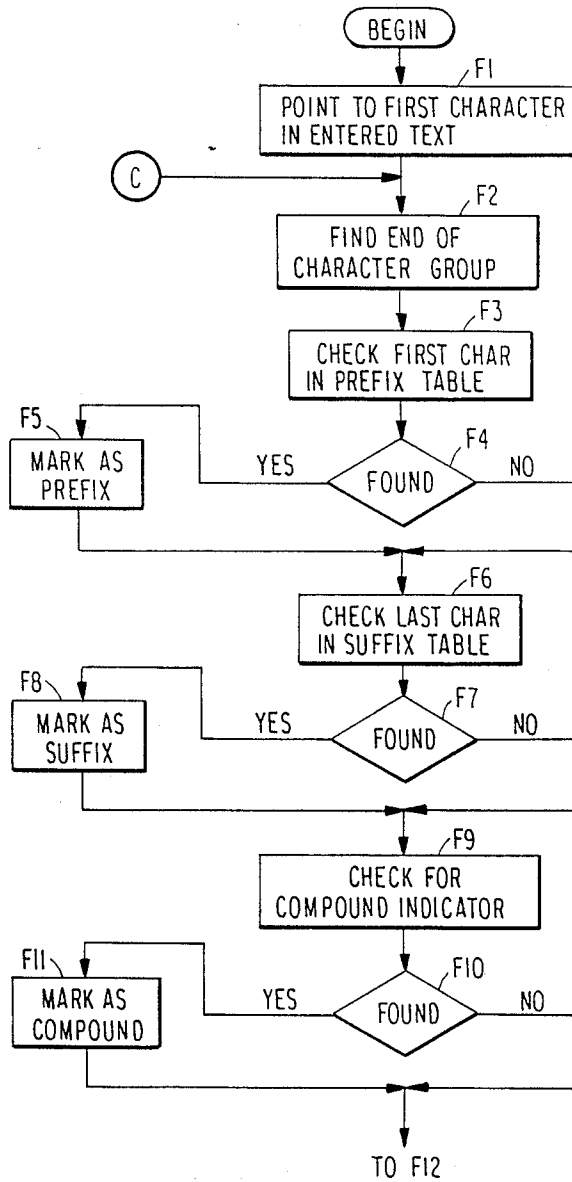 BEGIN
F1
POINT TO FIRST CHARACTER
IN ENTERED TEXT
C
F2
FIND END OF
CHARACTER GROUP
F3
CHECK FIRST CHAR
IN PREFIX TABLE
F5
MARK AS
PREFIX
YES
F4
FOUND
NO
F6
CHECK LAST CHAR
IN SUFFIX TABLE
F8
MARK AS
SUFFIX
YES
F7
FOUND
NO
F9
CHECK FOR
COMPOUND INDICATOR
F11
MARK AS
COMPOUND
YES
F10
FOUND
NO
TO F12